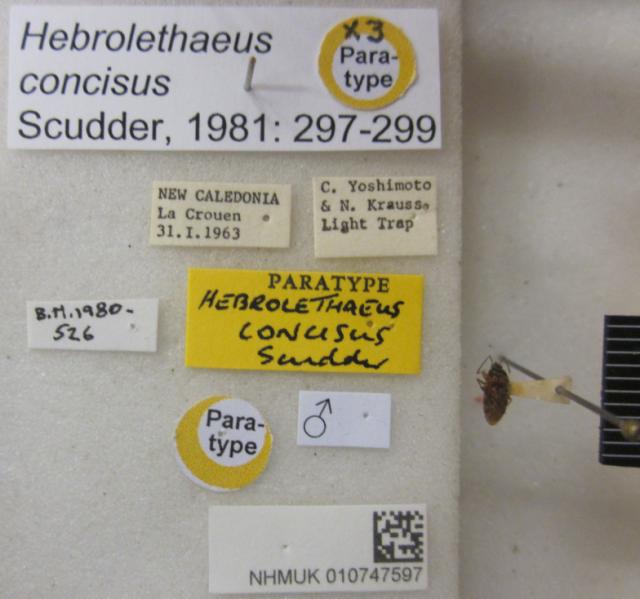 Hebrolethaeus
concisus
Scudder, 1981: 297-299
x3
Para-
type
NEW CALEDONIA
La Crouen
31.I.1963
C. Yoshimoto
& N. Krauss.
Light Trap
B.M.1980-
526
PARATYPE
HEBROLETHAEUS
CONCISUS
Scudder
Para-
type
♂
NHMUK 010747597